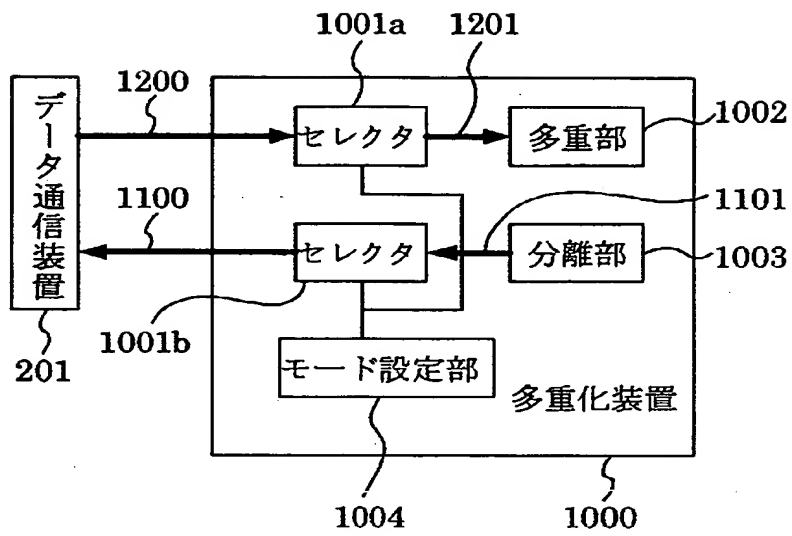 1001a
1201
1200
データ通信装置
セレクタ
多重部
1002
1100
1101
セレクタ
分離部
1003
1001b
201
モード設定部
多重化装置
1004
1000